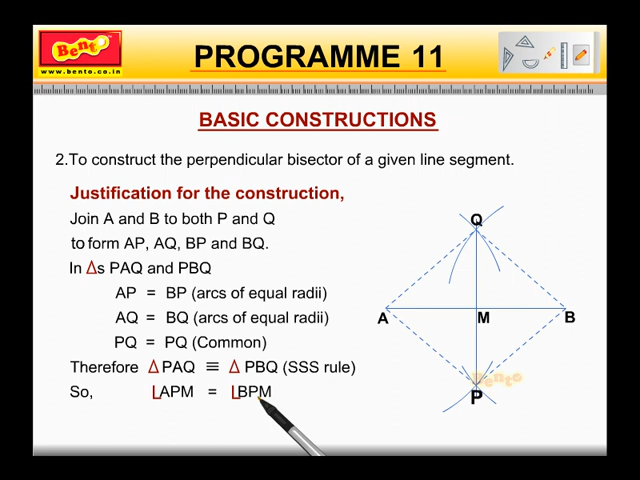 Bento
www.bento.co.in
PROGRAMME 11
BASIC CONSTRUCTIONS
2.To construct the perpendicular bisector of a given line segment.
Justification for the construction,
Join A and B to both P and Q
to form AP, AQ, BP and BQ.
In Δs PAQ and PBQ
AP = BP (arcs of equal radii)
AQ = BQ (arcs of equal radii)
PQ = PQ (Common)
Therefore Δ PAQ ≡ Δ PBQ (SSS rule)
So, ∟APM = ∟BPM
Q
A M B
Bento
P